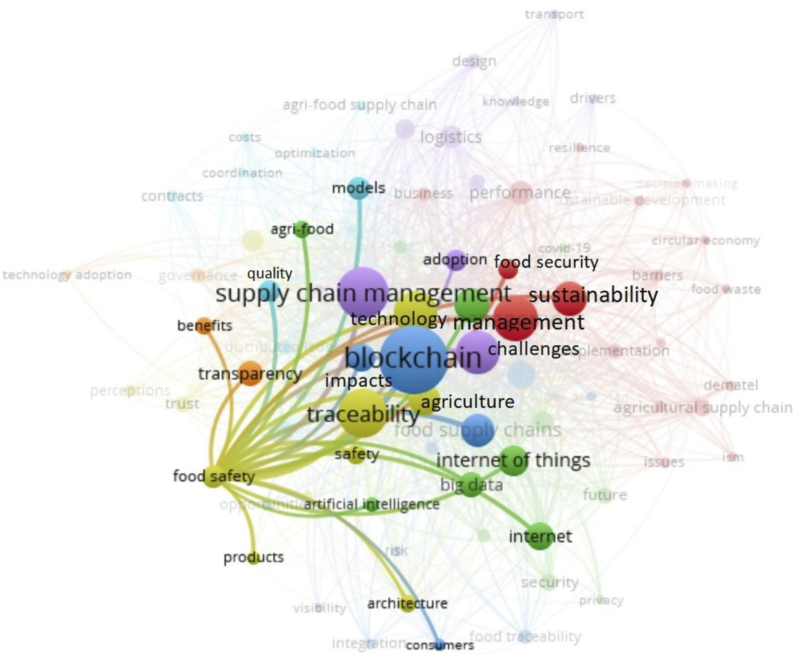 transport
design
agri-food supply chain
knowledge
drivers
costs
logistics
optimization
resilience
coordination
models
business
performance
decision making
contracts
sustainable development
agri-food
adoption
covid-19
circular economy
technology adoption
governance
quality
food security
barriers
supply chain management
sustainability
food waste
benefits
technology
management
distributed
challenges
implementation
blockchain
transparency
impacts
perceptions
trust
traceability
agriculture
dematel
agricultural supply chain
food supply chains
safety
internet of things
issues
ism
food safety
big data
opportunities
artificial intelligence
future
internet
products
risk
security
visibility
architecture
privacy
integration
consumers
food traceability